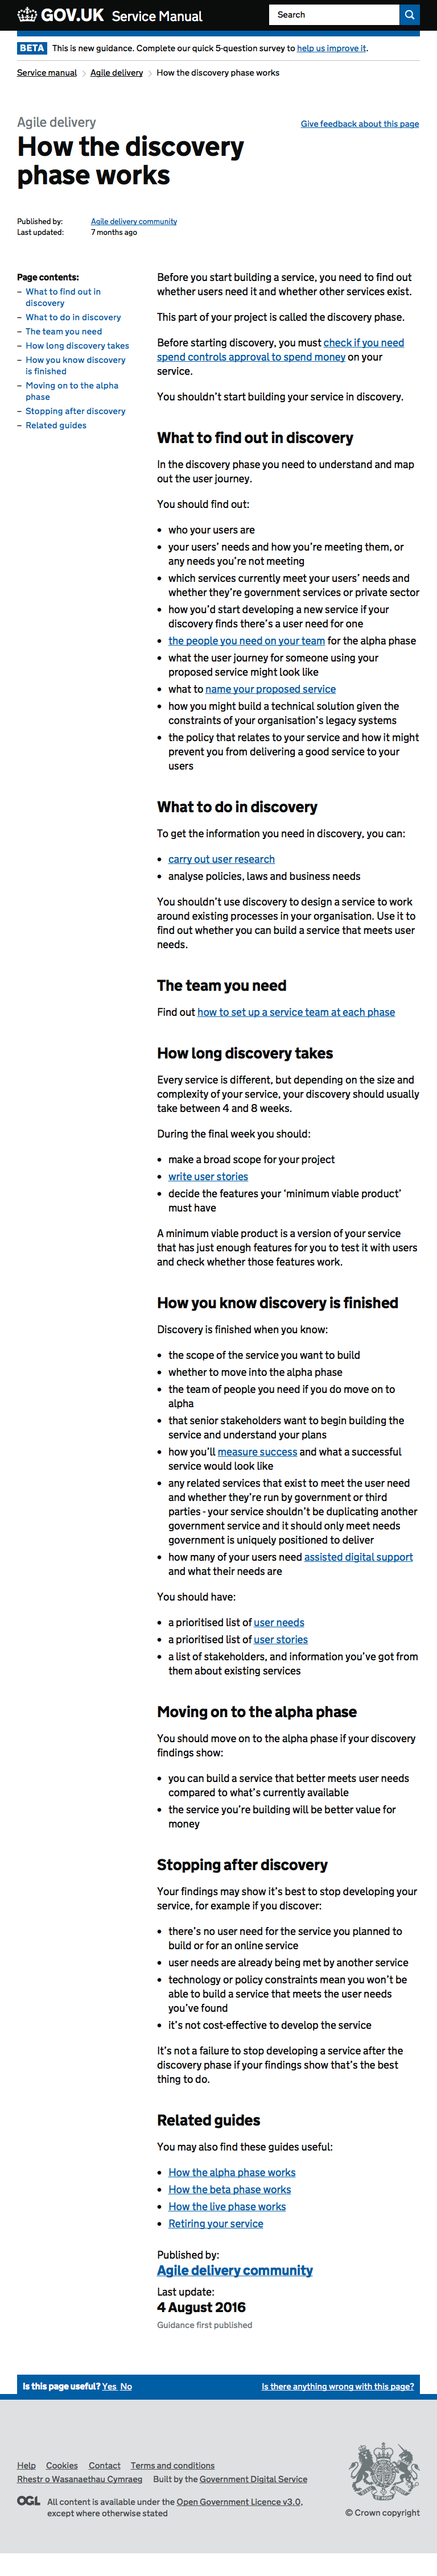 GOV.UK Service Manual
Search
BETA This is new guidance. Complete our quick 5-question survey to help us improve it.
Service manual
Agile delivery
How the discovery phase works
Agile delivery
Give feedback about this page
How the discovery
phase works
Published by: Agile delivery community
Last updated: 7 months ago
Page contents:
– What to find out in
discovery
– What to do in discovery
– The team you need
– How long discovery takes
– How you know discovery
is finished
– Moving on to the alpha
phase
– Stopping after discovery
– Related guides
Before you start building a service, you need to find out
whether users need it and whether other services exist.
This part of your project is called the discovery phase.
Before starting discovery, you must check if you need
spend controls approval to spend money on your
service.
You shouldn’t start building your service in discovery.
What to find out in discovery
In the discovery phase you need to understand and map
out the user journey.
You should find out:
• who your users are
• your users’ needs and how you’re meeting them, or
any needs you’re not meeting
• which services currently meet your users’ needs and
whether they’re government services or private sector
• how you’d start developing a new service if your
discovery finds there’s a user need for one
• the people you need on your team for the alpha phase
• what the user journey for someone using your
proposed service might look like
• what to name your proposed service
• how you might build a technical solution given the
constraints of your organisation’s legacy systems
• the policy that relates to your service and how it might
prevent you from delivering a good service to your
users
What to do in discovery
To get the information you need in discovery, you can:
• carry out user research
• analyse policies, laws and business needs
You shouldn’t use discovery to design a service to work
around existing processes in your organisation. Use it to
find out whether you can build a service that meets user
needs.
The team you need
Find out how to set up a service team at each phase
How long discovery takes
Every service is different, but depending on the size and
complexity of your service, your discovery should usually
take between 4 and 8 weeks.
During the final week you should:
• make a broad scope for your project
• write user stories
• decide the features your ‘minimum viable product’
must have
A minimum viable product is a version of your service
that has just enough features for you to test it with users
and check whether those features work.
How you know discovery is finished
Discovery is finished when you know:
• the scope of the service you want to build
• whether to move into the alpha phase
• the team of people you need if you do move on to
alpha
• that senior stakeholders want to begin building the
service and understand your plans
• how you’ll measure success and what a successful
service would look like
• any related services that exist to meet the user need
and whether they’re run by government or third
parties - your service shouldn’t be duplicating another
government service and it should only meet needs
government is uniquely positioned to deliver
• how many of your users need assisted digital support
and what their needs are
You should have:
• a prioritised list of user needs
• a prioritised list of user stories
• a list of stakeholders, and information you’ve got from
them about existing services
Moving on to the alpha phase
You should move on to the alpha phase if your discovery
findings show:
• you can build a service that better meets user needs
compared to what’s currently available
• the service you’re building will be better value for
money
Stopping after discovery
Your findings may show it’s best to stop developing your
service, for example if you discover:
• there’s no user need for the service you planned to
build or for an online service
• user needs are already being met by another service
• technology or policy constraints mean you won’t be
able to build a service that meets the user needs
you’ve found
• it’s not cost-effective to develop the service
It’s not a failure to stop developing a service after the
discovery phase if your findings show that’s the best
thing to do.
Related guides
You may also find these guides useful:
• How the alpha phase works
• How the beta phase works
• How the live phase works
• Retiring your service
Published by:
Agile delivery community
Last update:
4 August 2016
Guidance first published
Is this page useful? Yes No
Is there anything wrong with this page?
Help Cookies Contact Terms and conditions
Rhestr o Wasanaethau Cymraeg Built by the Government Digital Service
OGL All content is available under the Open Government Licence v3.0,
except where otherwise stated
© Crown copyright